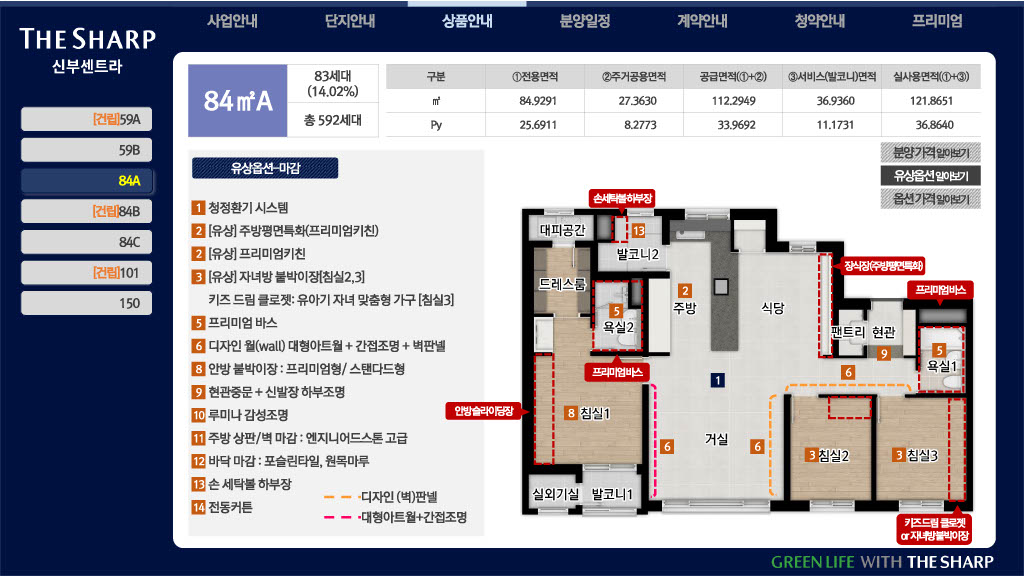 사업안내 단지안내 상품안내 분양일정 계약안내 청약안내 프리미엄
THE SHARP
신부센트라
[건립]59A
59B
84A
[건립]84B
84C
[건립]101
150
84㎡A
83세대
(14.02%)
총 592세대
구분 ①전용면적 ②주거공용면적 공급면적(①+②) ③서비스(발코니)면적 실사용면적(①+③)
㎡ 84.9291 27.3630 112.2949 36.9360 121.8651
Py 25.6911 8.2773 33.9692 11.1731 36.8640
분양가격 알아보기
유상옵션 알아보기
옵션가격 알아보기
유상옵션-마감
1 청정환기 시스템
2 [유상] 주방평면특화(프리미엄키친)
2 [유상] 프리미엄키친
3 [유상] 자녀방 붙박이장[침실2,3]
키즈 드림 클로젯: 유아기 자녀 맞춤형 가구 [침실3]
5 프리미엄 바스
6 디자인 월(wall) 대형아트월 + 간접조명 + 벽판넬
8 안방 붙박이장 : 프리미엄형/ 스탠다드형
9 현관중문 + 신발장 하부조명
10 루미나 감성조명
11 주방 상판/벽 마감 : 엔지니어드스톤 고급
12 바닥 마감 : 포슬린타일, 원목마루
13 손 세탁볼 하부장
14 전동커튼
디자인 (벽)판넬
대형아트월+간접조명
손세탁볼하부장
대피공간
13
발코니2
장식장(주방평면특화)
드레스룸
프리미엄바스
2
주방
식당
5
욕실2
팬트리
현관
9
5
욕실1
프리미엄바스
1
6
안방슬라이딩장
8 침실1
6
거실
6
3 침실2
3 침실3
실외기실
발코니1
키즈드림 클로젯
or 자녀방붙박이장
GREEN LIFE WITH THE SHARP